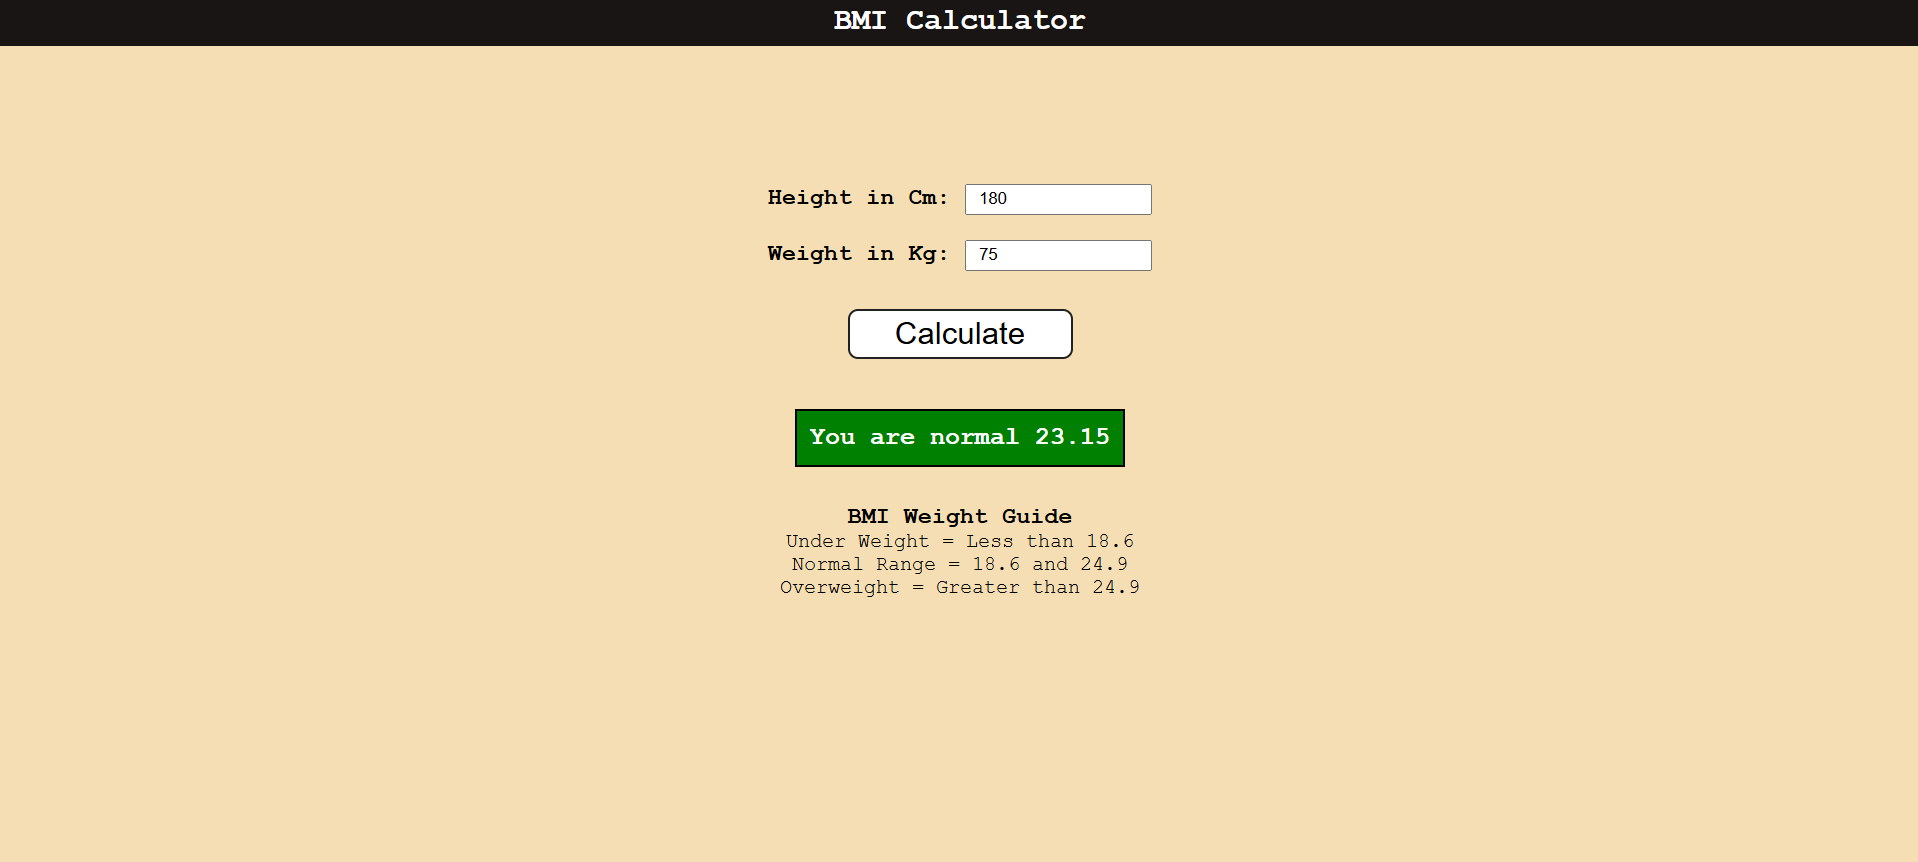 BMI Calculator
Height in Cm: 180
Weight in Kg: 75
Calculate
You are normal 23.15
BMI Weight Guide
Under Weight = Less than 18.6
Normal Range = 18.6 and 24.9
Overweight = Greater than 24.9